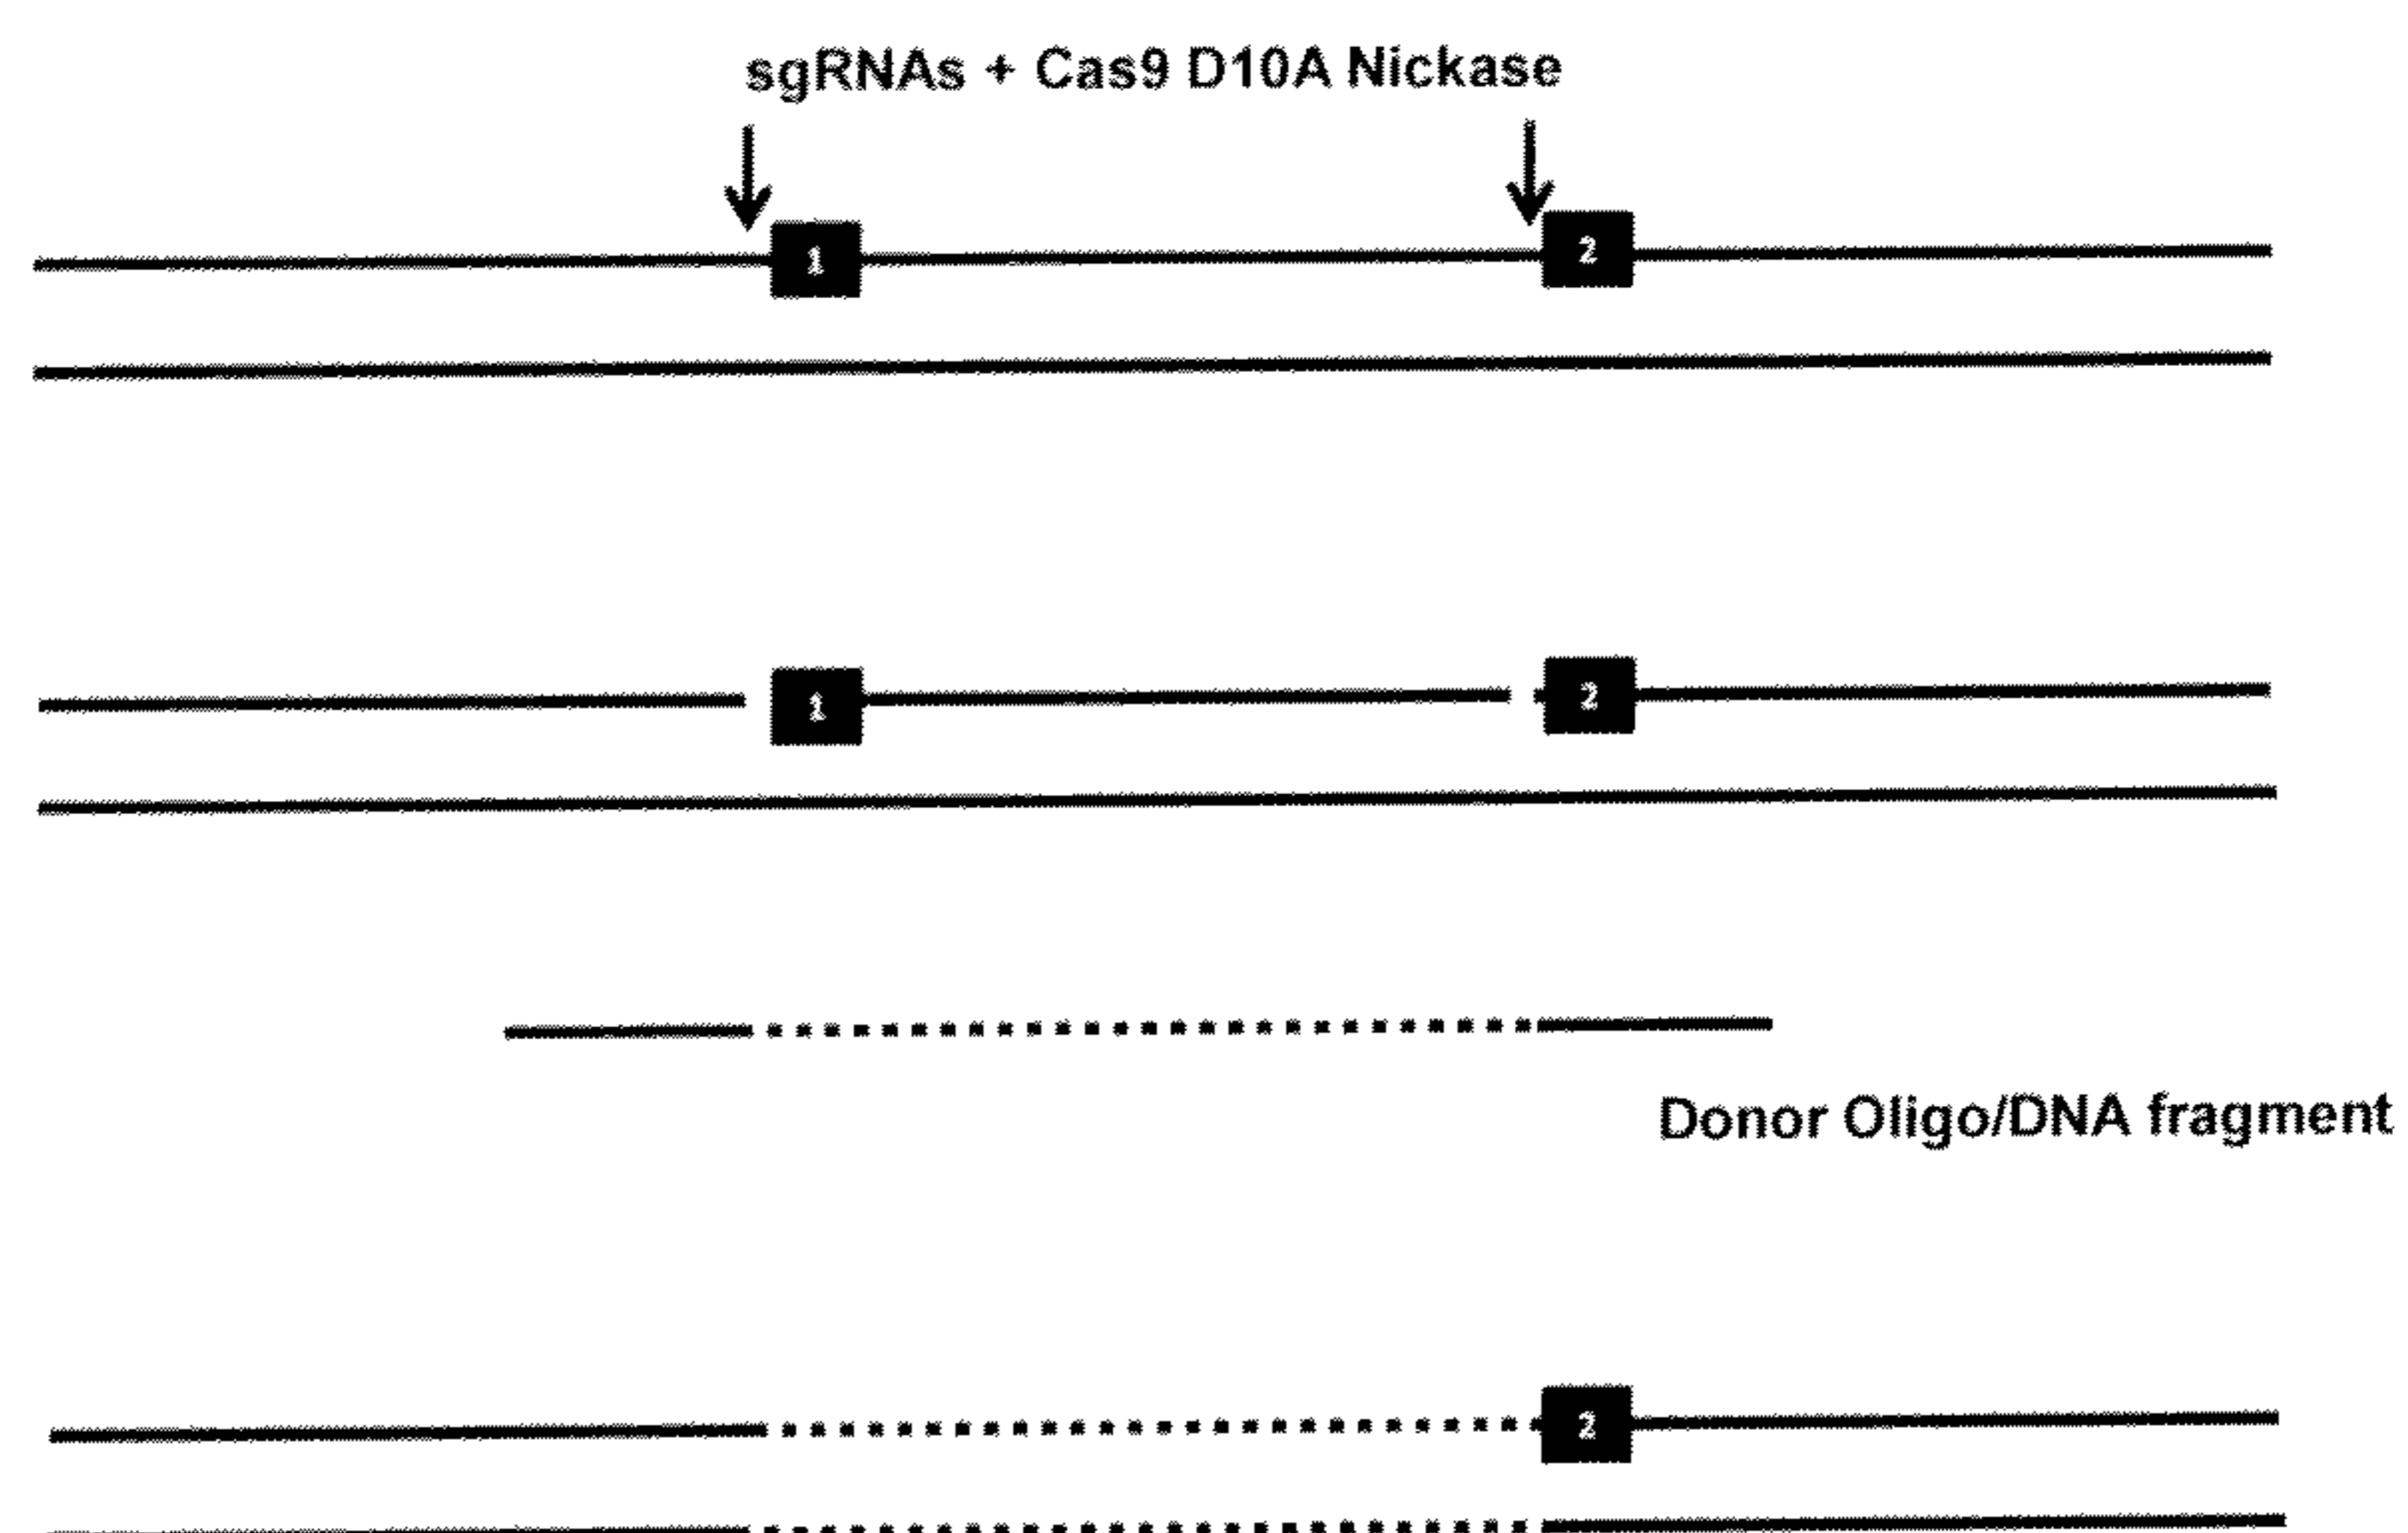 sgRNAs + Cas9 D10A Nickase
1 2
1 2
Donor Oligo/DNA fragment
2